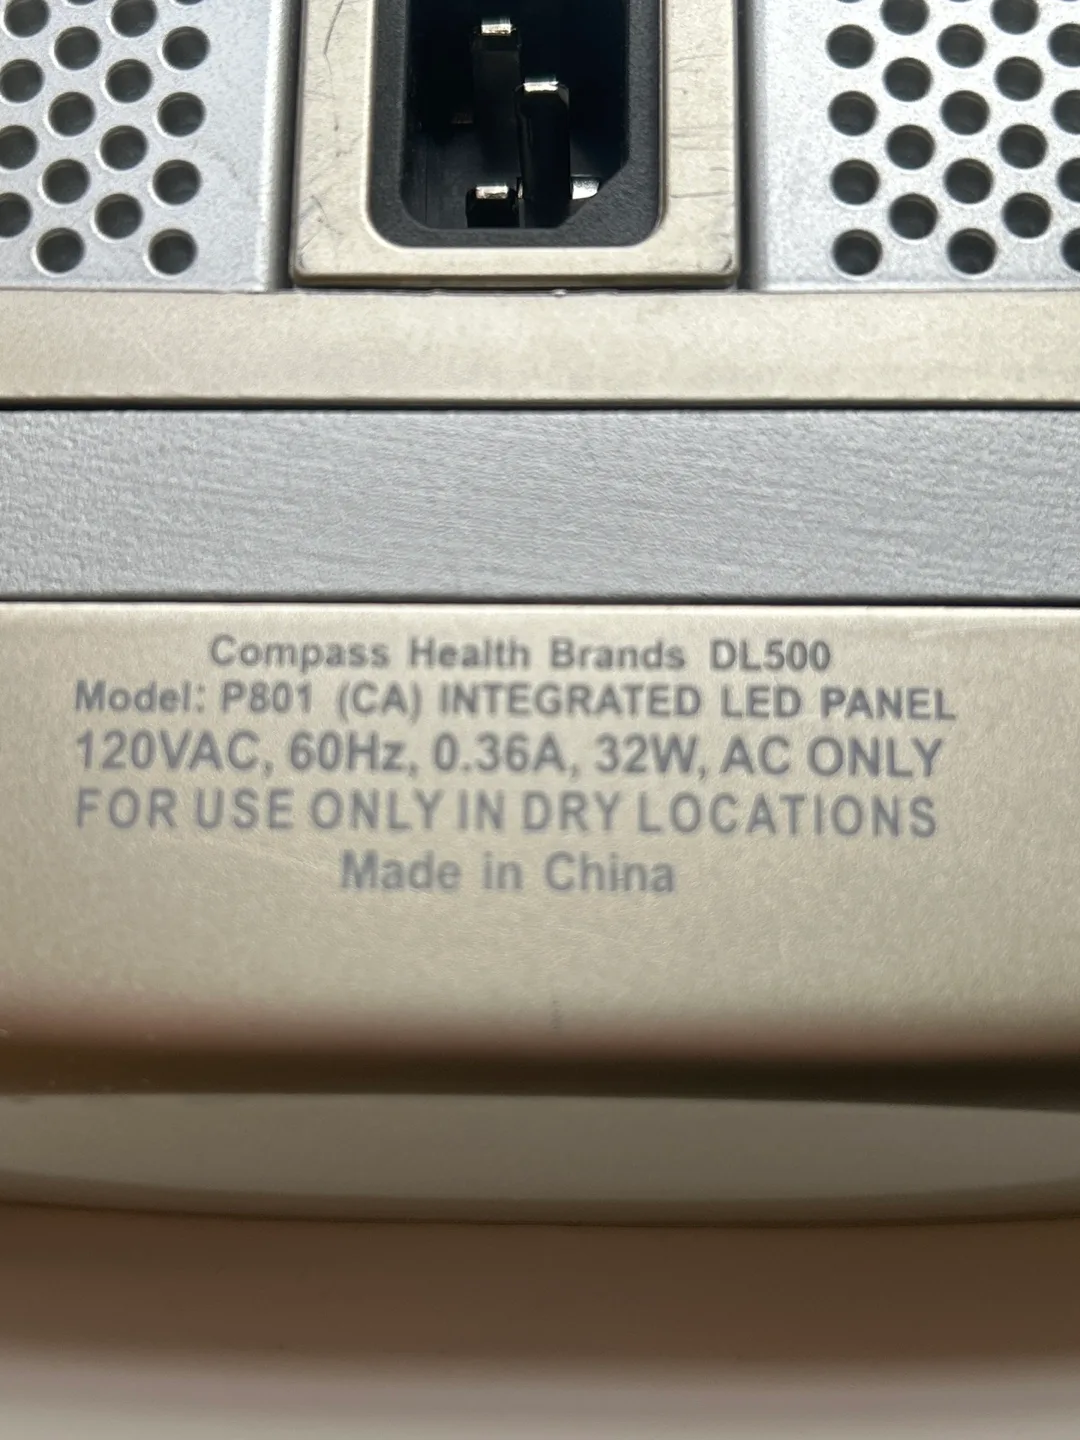 Compass Health Brands DL500
Model: P801 (CA) INTEGRATED LED PANEL
120VAC, 60Hz, 0.36A, 32W, AC ONLY
FOR USE ONLY IN DRY LOCATIONS
Made in China